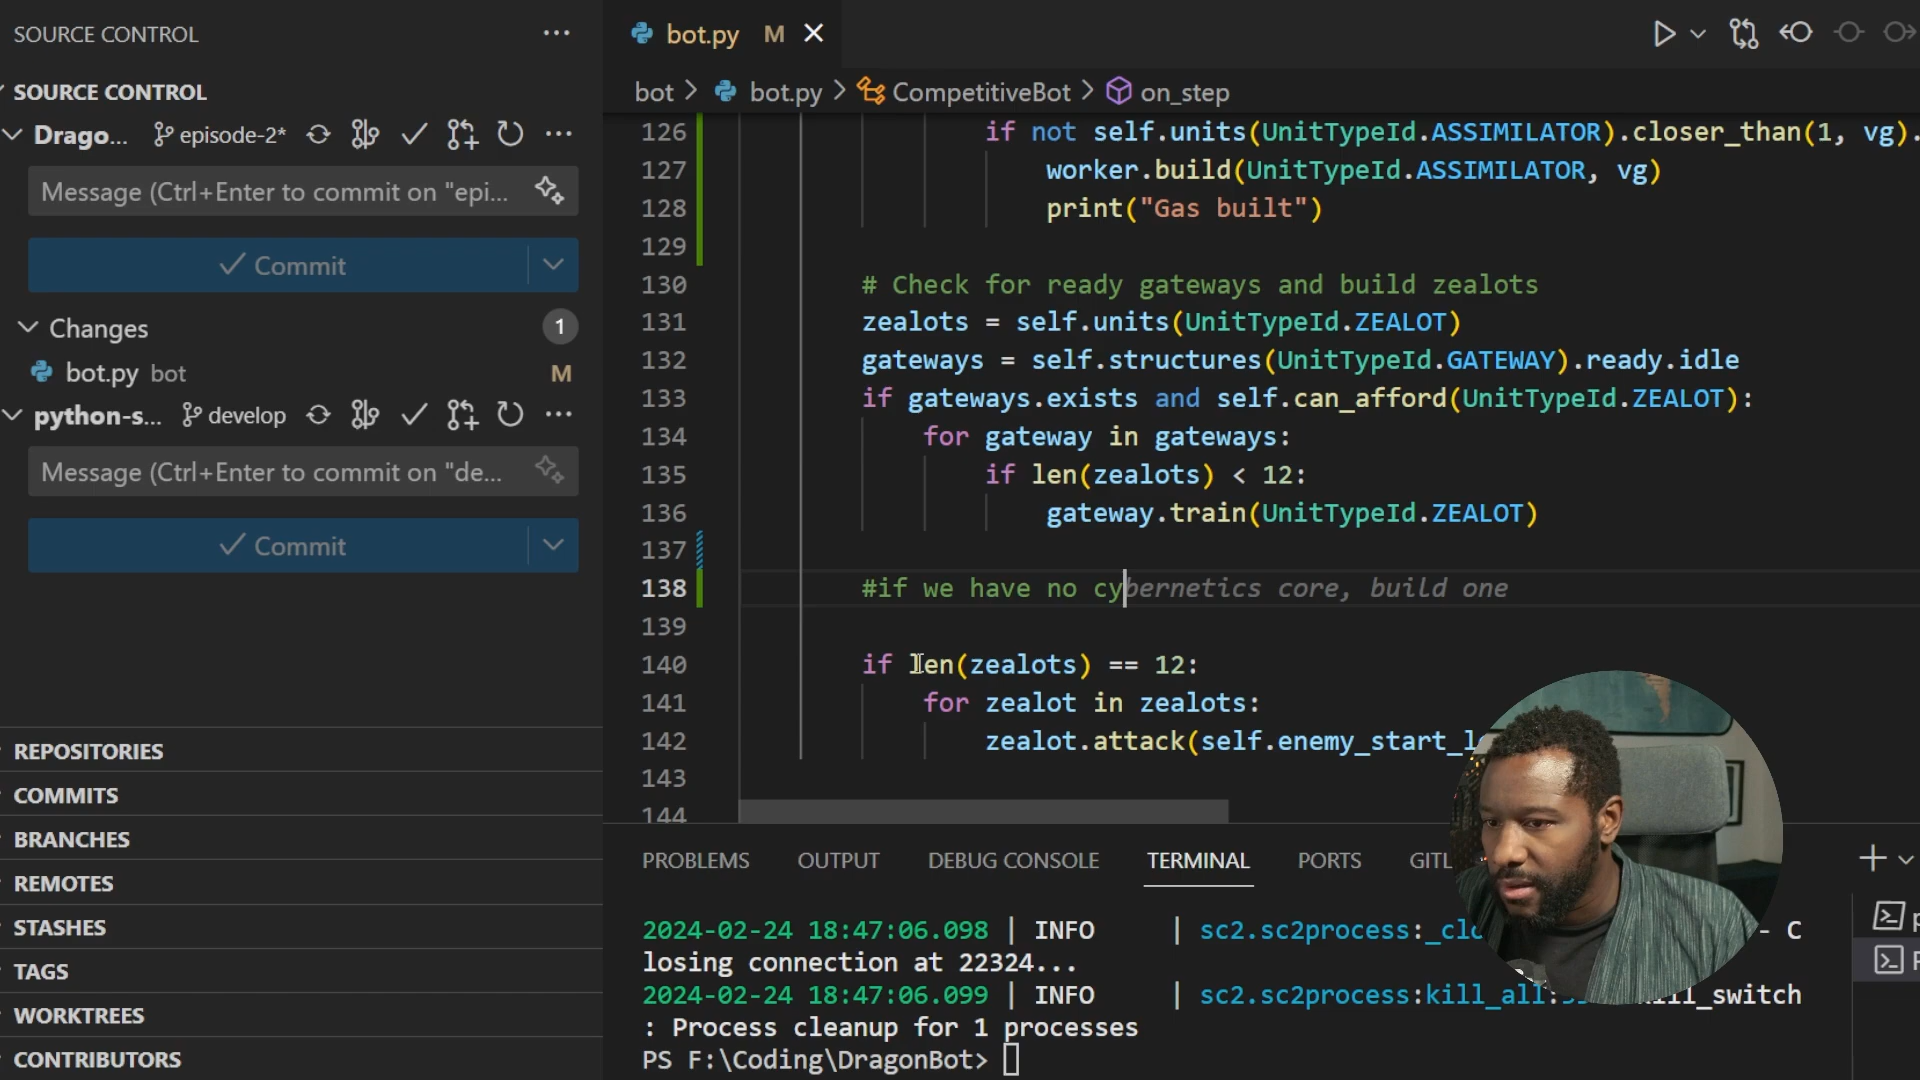 SOURCE CONTROL
SOURCE CONTROL
Drago... episode-2*
Message (Ctrl+Enter to commit on "epi...
Commit
Changes 1
bot.py bot M
python-s... develop
Message (Ctrl+Enter to commit on "de...
Commit
REPOSITORIES
COMMITS
BRANCHES
REMOTES
STASHES
TAGS
WORKTREES
CONTRIBUTORS
bot.py M
bot > bot.py > CompetitiveBot > on_step
126 if not self.units(UnitTypeId.ASSIMILATOR).closer_than(1, vg).
127 worker.build(UnitTypeId.ASSIMILATOR, vg)
128 print("Gas built")
129
130 # Check for ready gateways and build zealots
131 zealots = self.units(UnitTypeId.ZEALOT)
132 gateways = self.structures(UnitTypeId.GATEWAY).ready.idle
133 if gateways.exists and self.can_afford(UnitTypeId.ZEALOT):
134 for gateway in gateways:
135 if len(zealots) < 12:
136 gateway.train(UnitTypeId.ZEALOT)
137
138 #if we have no cybernetics core, build one
139
140 if len(zealots) == 12:
141 for zealot in zealots:
142 zealot.attack(self.enemy_start_l
143
144
PROBLEMS OUTPUT DEBUG CONSOLE TERMINAL PORTS GITL
2024-02-24 18:47:06.098 | INFO | sc2.sc2process:_clo - C
losing connection at 22324...
2024-02-24 18:47:06.099 | INFO | sc2.sc2process:kill_all: kill_switch
: Process cleanup for 1 processes
PS F:\Coding\DragonBot>